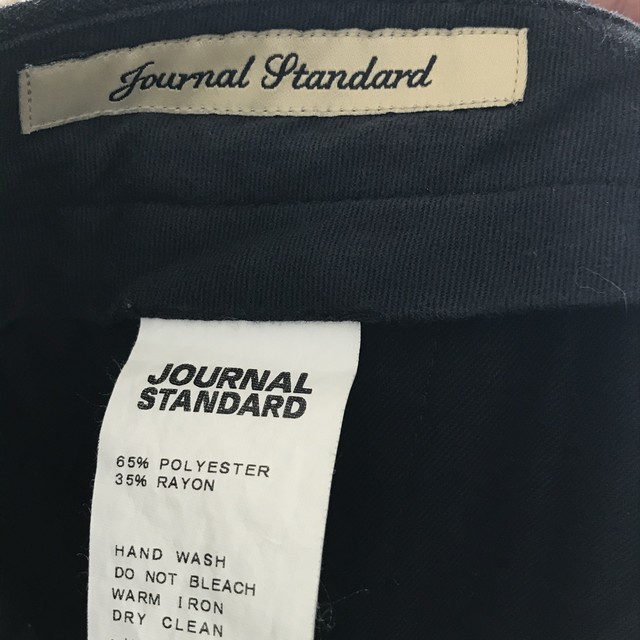 Journal Standard
JOURNAL
STANDARD
65% POLYESTER
35% RAYON
HAND WASH
DO NOT BLEACH
WARM IRON
DRY CLEAN